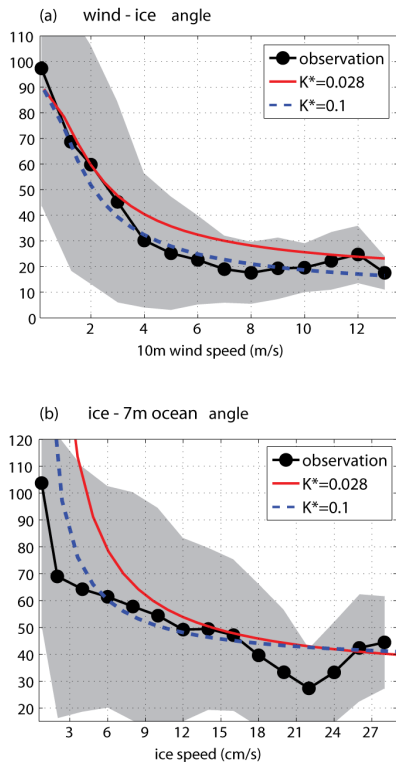 (a) wind - ice angle
110
100
90
80
70
60
50
40
30
20
10
0
observation
K*=0.028
K*=0.1
2 4 6 8 10 12
10m wind speed (m/s)
(b) ice - 7m ocean angle
120
110
100
90
80
70
60
50
40
30
20
observation
K*=0.028
K*=0.1
3 6 9 12 15 18 21 24 27
ice speed (cm/s)